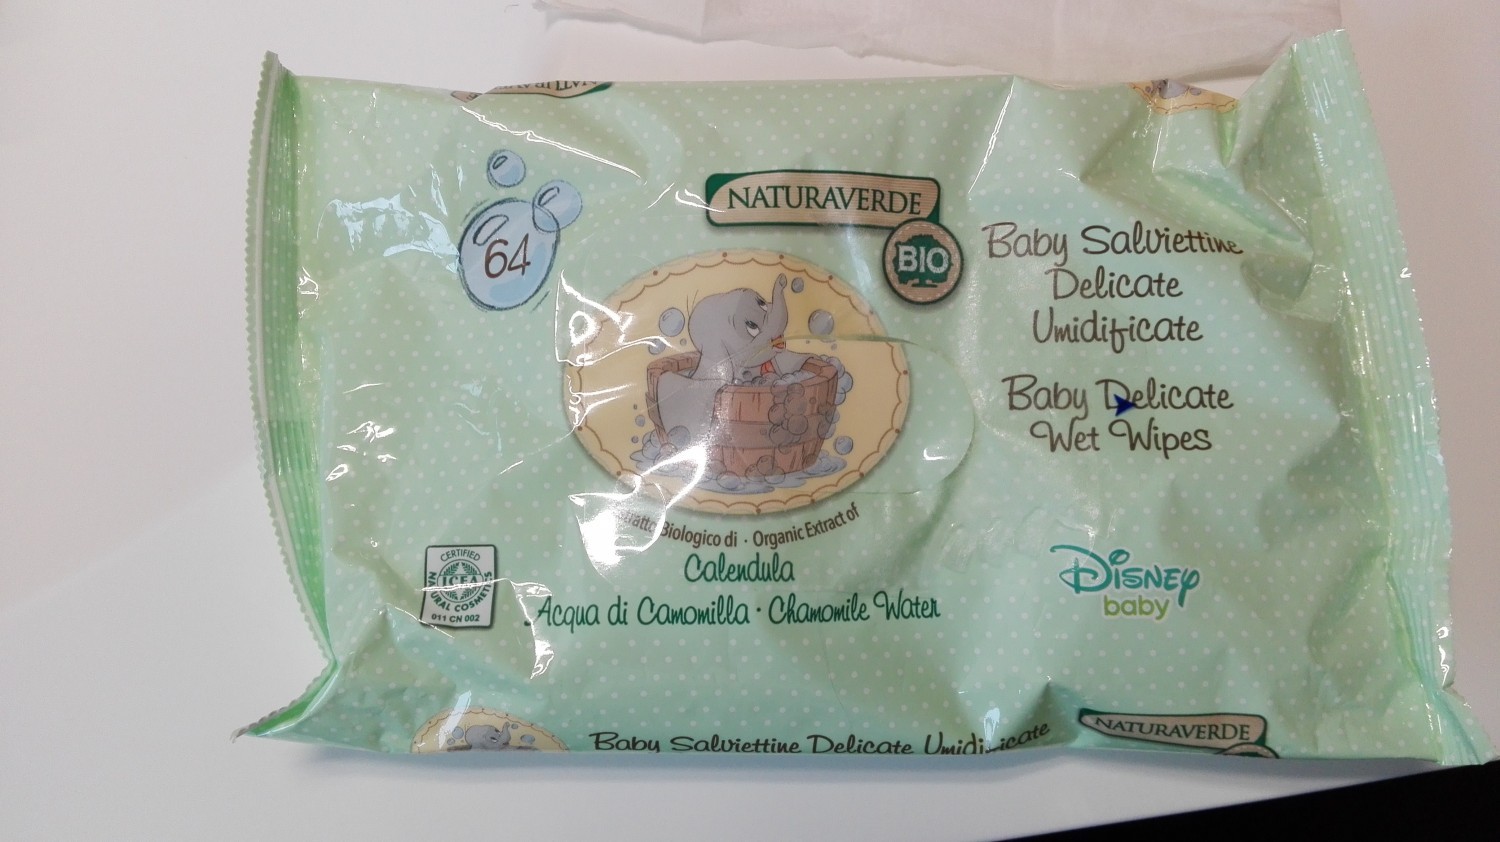 NATURAVERDE
BIO
64
Baby Salviettine
Delicate
Umidificate
Baby Delicate
Wet Wipes
Biologico di · Organic Extract of
Calendula
Acqua di Camomilla · Chamomile Water
CERTIFIED
ICEA
NATURAL COSMETICS
011 CN 002
Disney
baby
Baby Salviettine Delicate Umidificate
NATURAVERDE